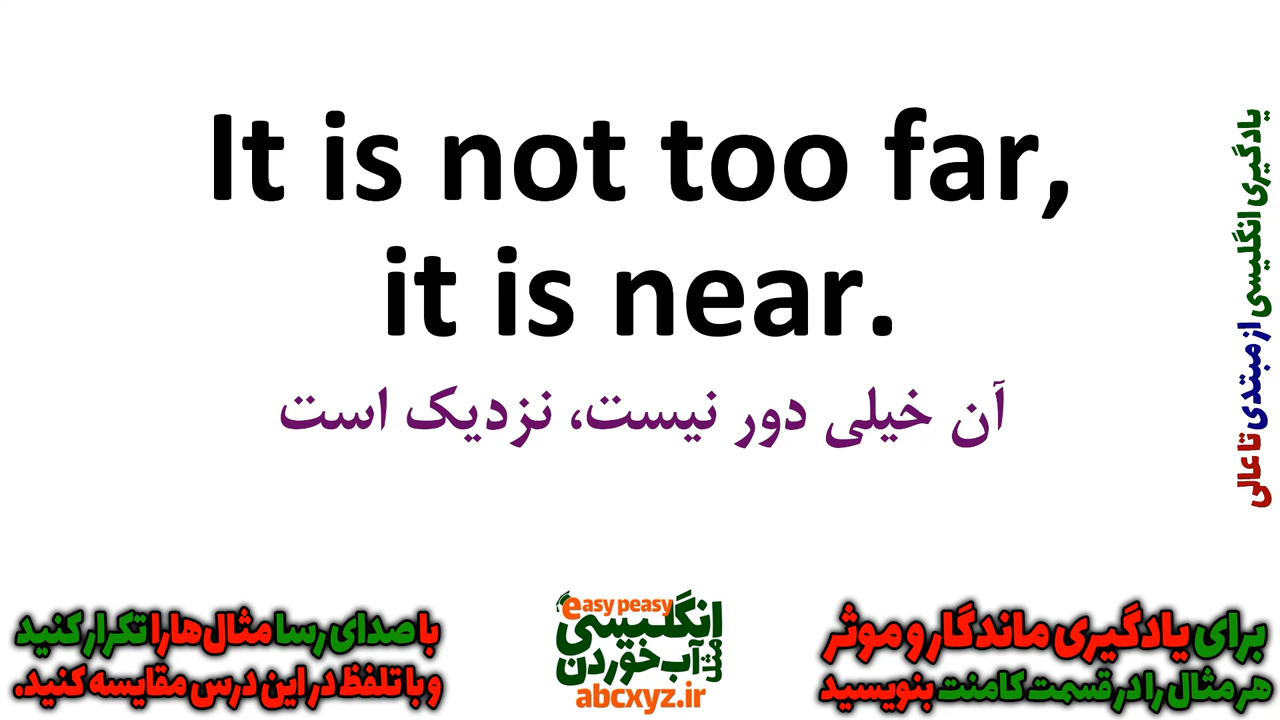 It is not too far,
it is near.
آن خیلی دور نیست، نزدیک است
یادگیری انگلیسی از مبتدی تا عالی
با صدای رسا مثال‌ها را تکرار کنید
و با تلفظ در این درس مقایسه کنید.
easy peasy
انگلیسی
مثل آب خوردن
abcxyz.ir
برای یادگیری ماندگار و موثر
هر مثال را در قسمت کامنت بنویسید